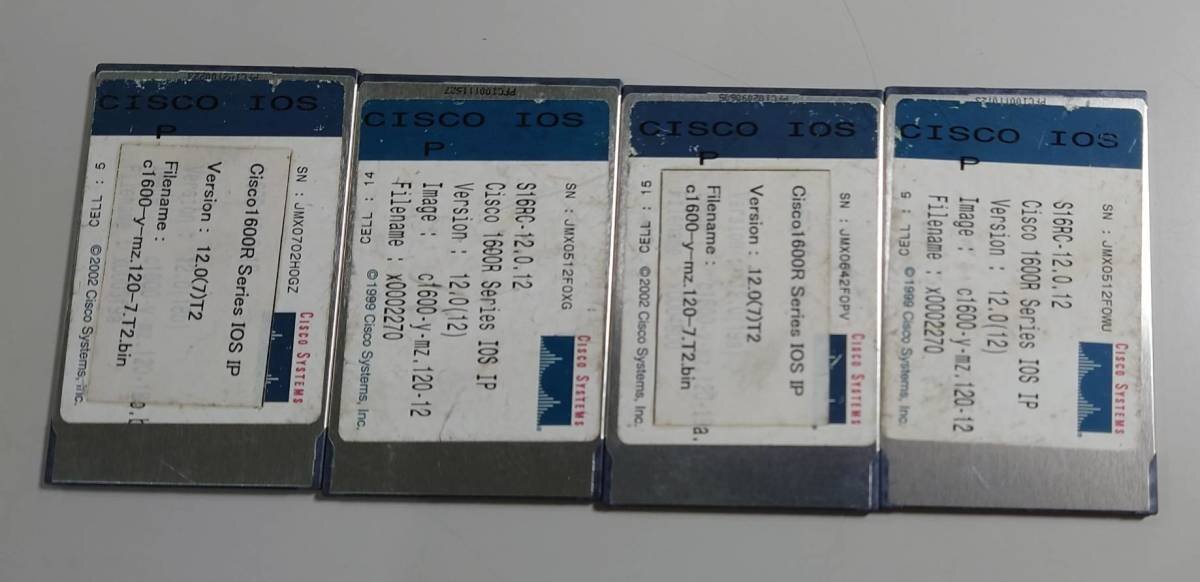 CISCO IOS
P
SN : JMX0702H0GZ
CISCO SYSTEMS
Cisco1600R Series IOS IP
Version : 12.0(7)T2
Filename :
c1600-y-mz.120-7.T2.bin
CELL : 5
©2002 Cisco Systems, Inc.
PFC100111527
CISCO IOS
P
SN : JMX0512F0XG
CISCO SYSTEMS
S16RC-12.0.12
Cisco 1600R Series IOS IP
Version : 12.0(12)
Image : c1600-y-mz.120-12
Filename : x0002270
CELL : 14
©1999 Cisco Systems, Inc.
CISCO IOS
P
SN : JMX0642F0PV
CISCO SYSTEMS
Cisco1600R Series IOS IP
Version : 12.0(7)T2
Filename :
c1600-y-mz.120-7.T2.bin
CELL : 15
©2002 Cisco Systems, Inc.
CISCO IOS
P
SN : JMX0512F0WU
CISCO SYSTEMS
S16RC-12.0.12
Cisco 1600R Series IOS IP
Version : 12.0(12)
Image : c1600-y-mz.120-12
Filename : x0002270
CELL : 5
©1999 Cisco Systems, Inc.